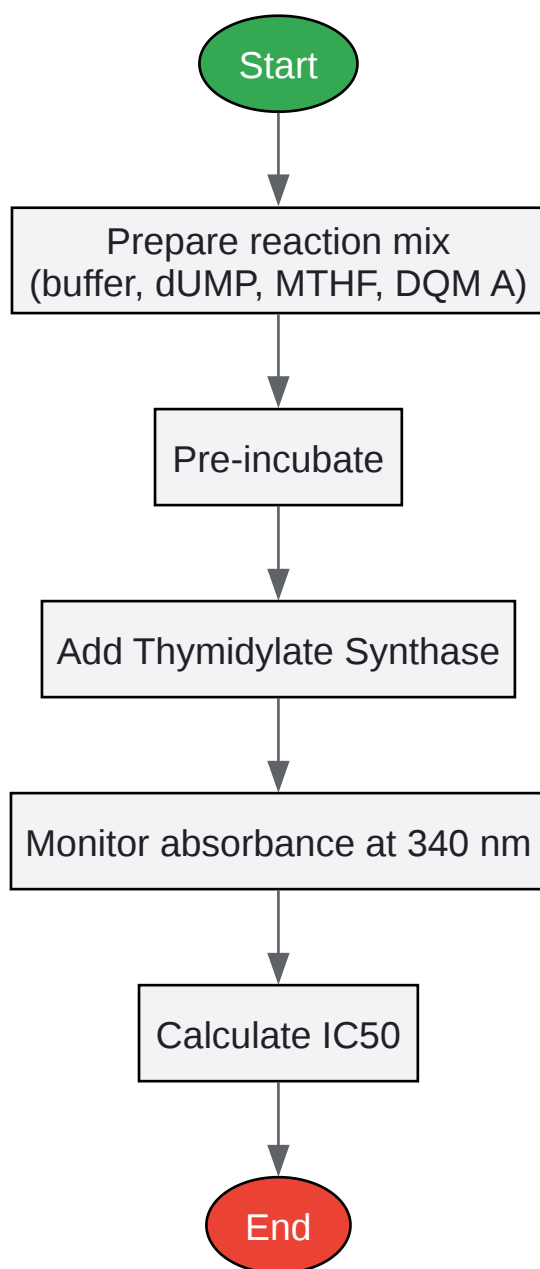 Start
Prepare reaction mix
(buffer, dUMP, MTHF, DQM A)
Pre-incubate
Add Thymidylate Synthase
Monitor absorbance at 340 nm
Calculate IC50
End